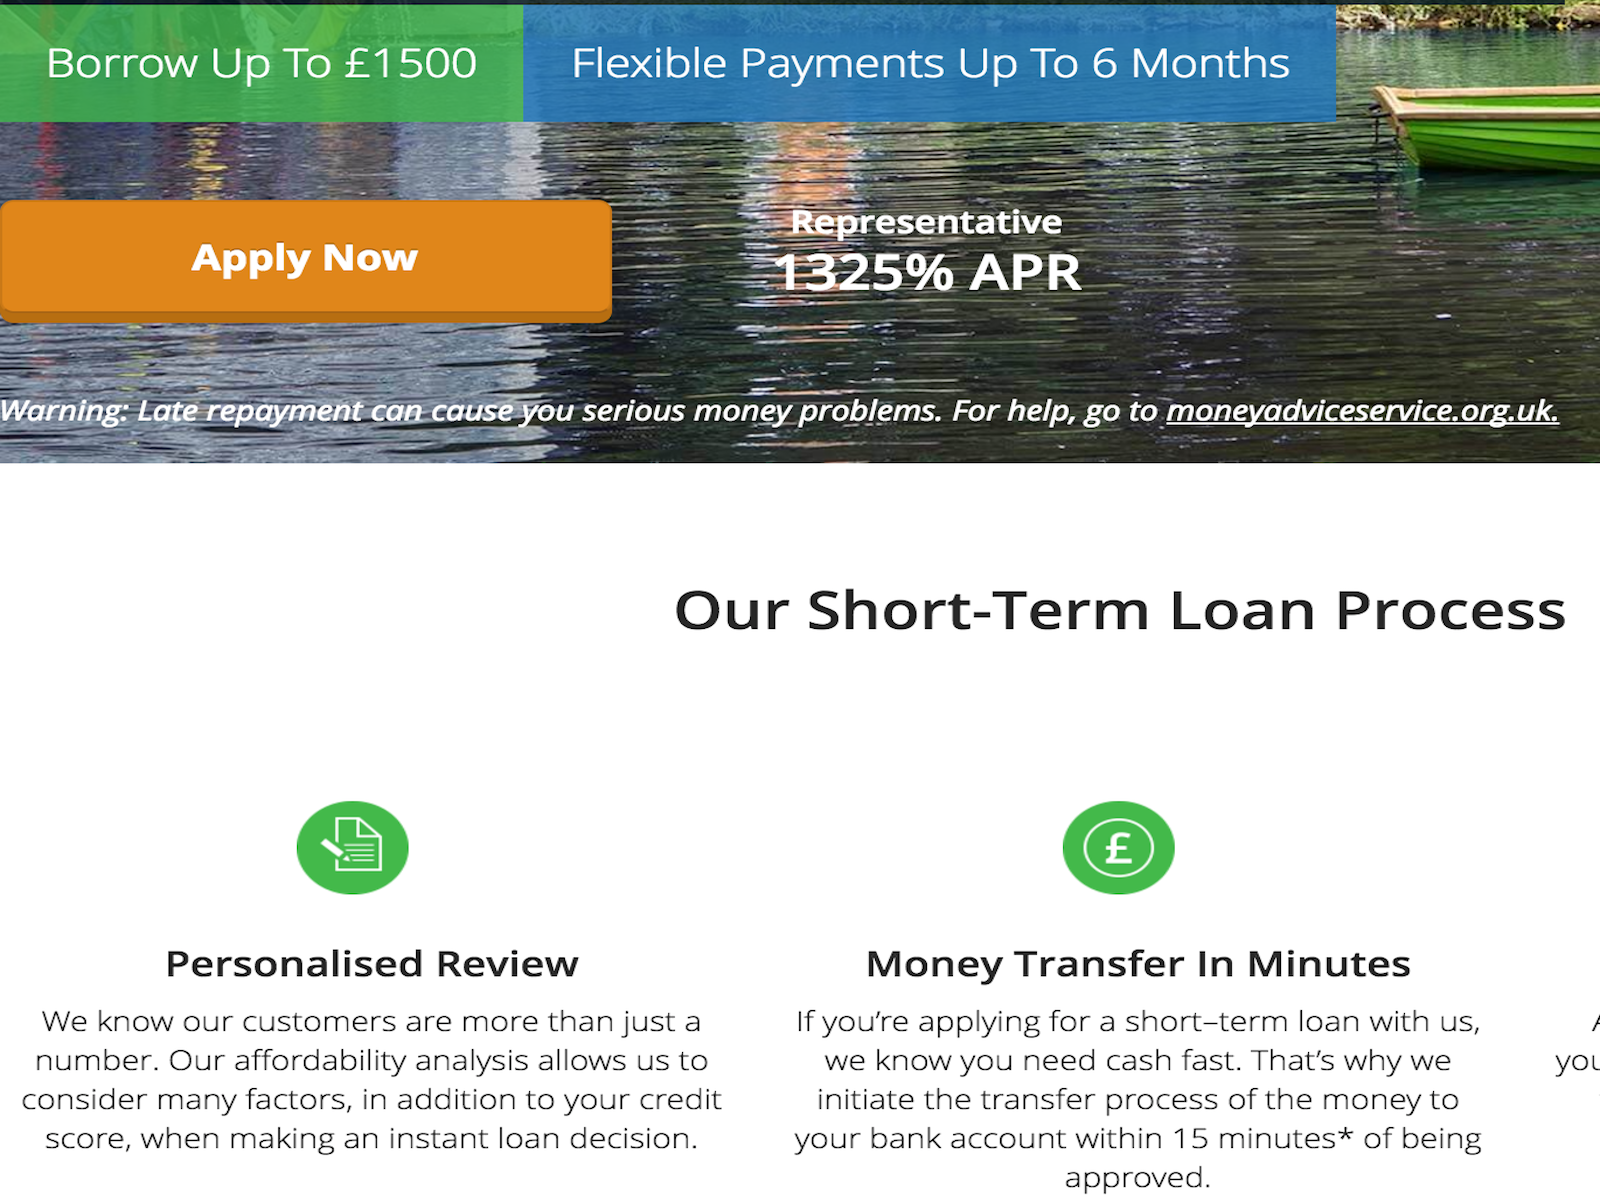 Borrow Up To £1500
Flexible Payments Up To 6 Months
Apply Now
Representative
1325% APR
Warning: Late repayment can cause you serious money problems. For help, go to moneyadviceservice.org.uk.
Our Short-Term Loan Process
Personalised Review
We know our customers are more than just a
number. Our affordability analysis allows us to
consider many factors, in addition to your credit
score, when making an instant loan decision.
Money Transfer In Minutes
If you’re applying for a short–term loan with us,
we know you need cash fast. That’s why we
initiate the transfer process of the money to
your bank account within 15 minutes* of being
approved.